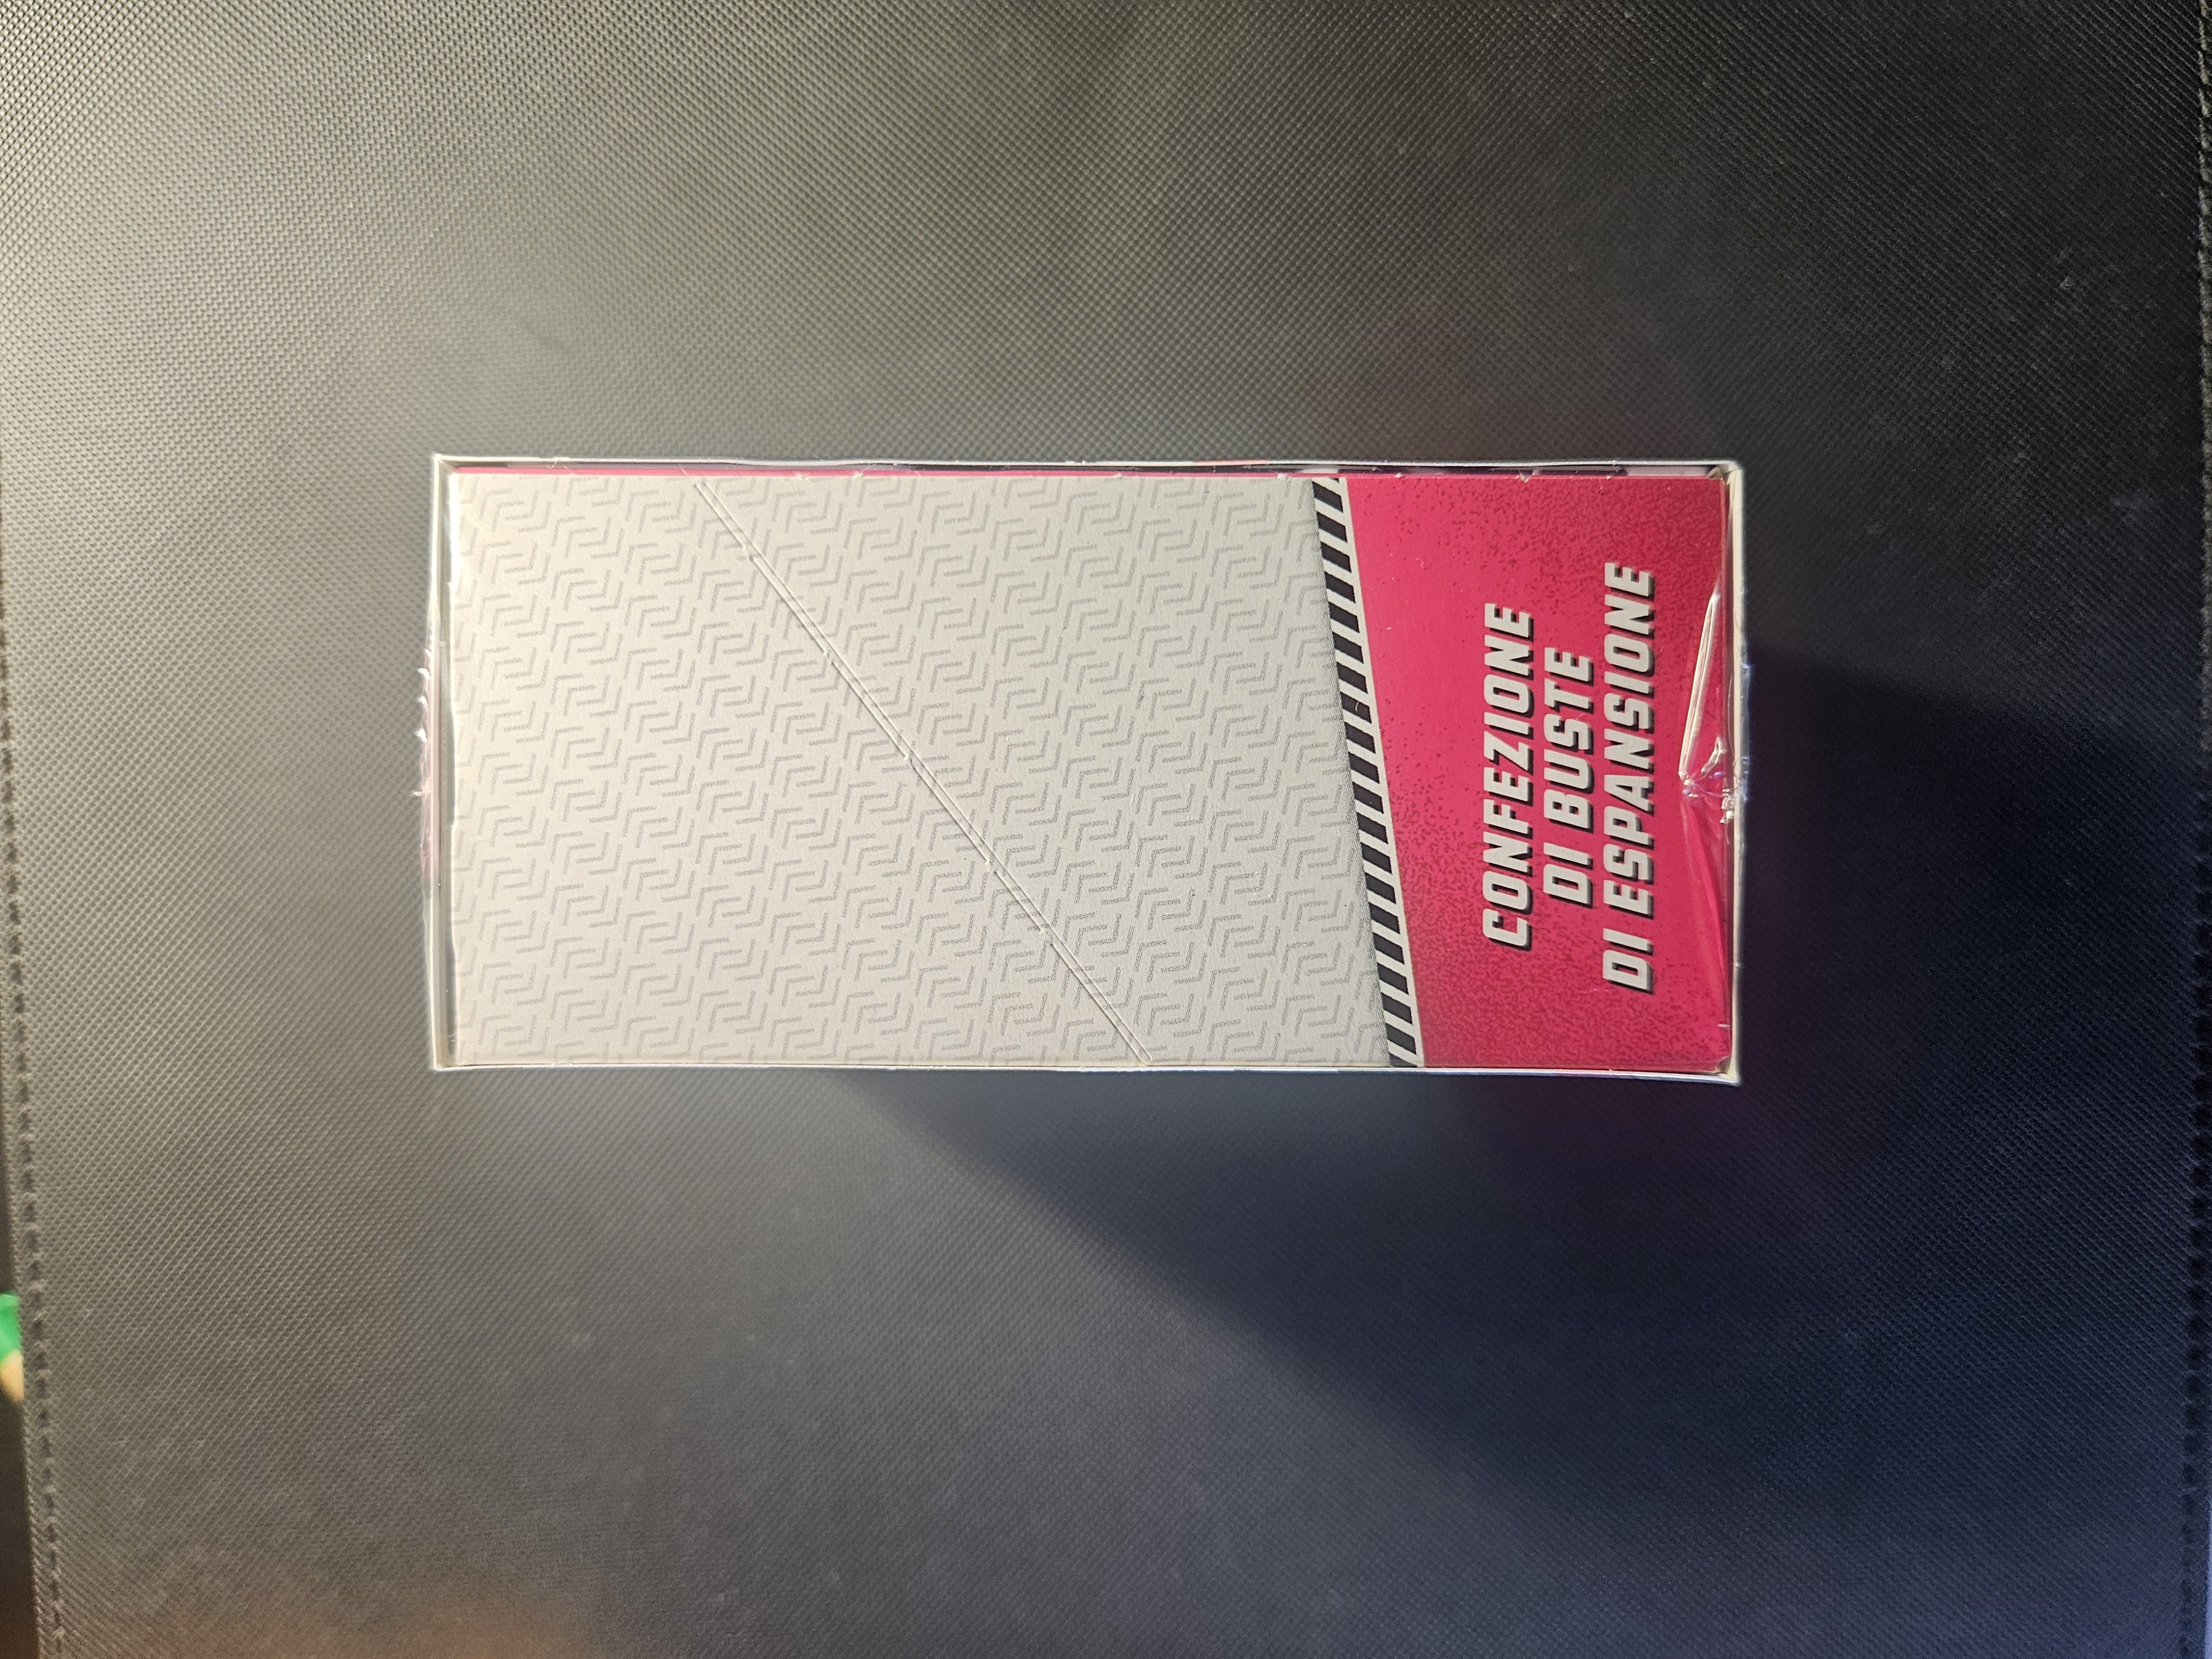 CONFEZIONE
DI BUSTE
DI ESPANSIONE